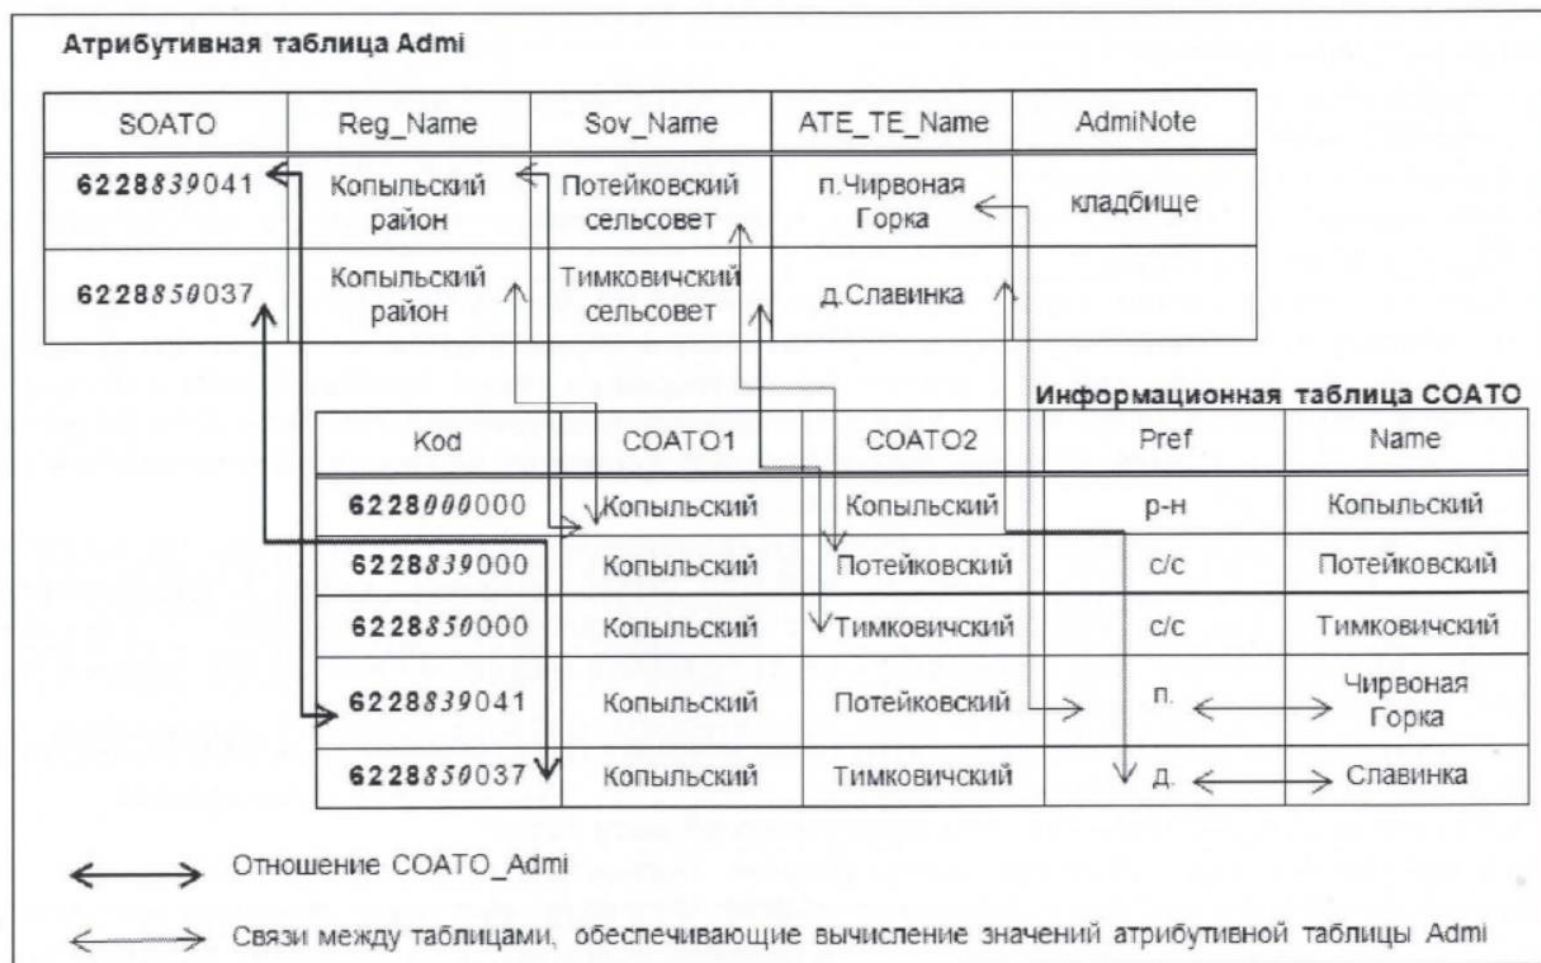 Атрибутивная таблица Admi
SOATO Reg_Name Sov_Name ATE_TE_Name AdmiNote
6228839041 Копыльский район Потейковский сельсовет п.Чирвоная Горка кладбище
6228850037 Копыльский район Тимковичский сельсовет д.Славинка
Информационная таблица СОАТО
Kod СОАТО1 СОАТО2 Pref Name
6228000000 Копыльский Копыльский р-н Копыльский
6228839000 Копыльский Потейковский с/с Потейковский
6228850000 Копыльский Тимковичский с/с Тимковичский
6228839041 Копыльский Потейковский п. Чирвоная Горка
6228850037 Копыльский Тимковичский д. Славинка
Отношение СОАТО_Admi
Связи между таблицами, обеспечивающие вычисление значений атрибутивной таблицы Admi